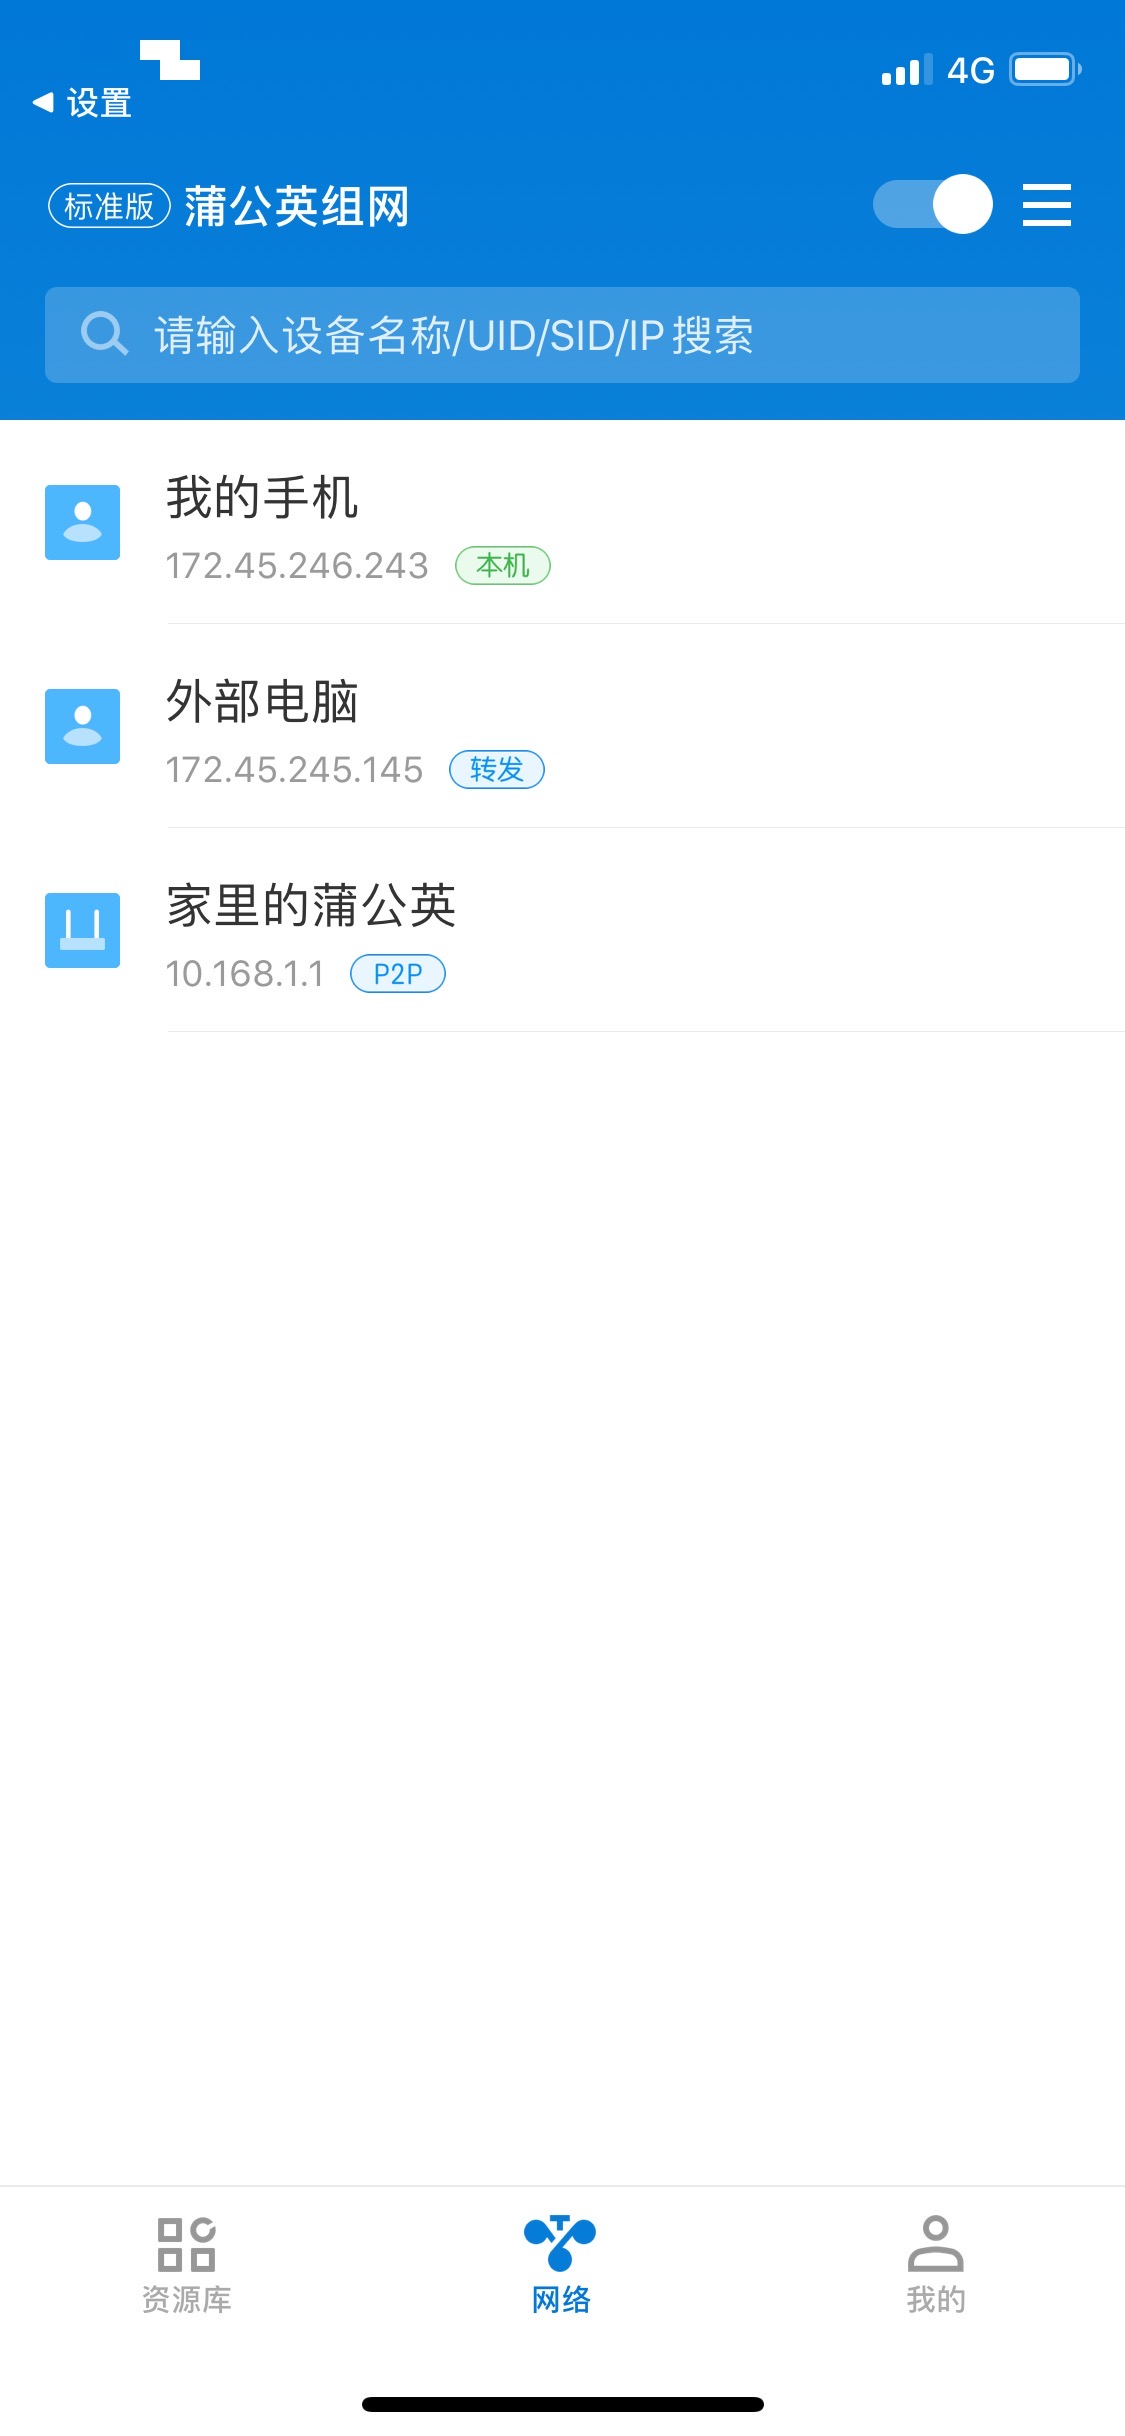 设置
4G
标准版 蒲公英组网
请输入设备名称/UID/SID/IP 搜索
我的手机
172.45.246.243 本机
外部电脑
172.45.245.145 转发
家里的蒲公英
10.168.1.1 P2P
资源库 网络 我的